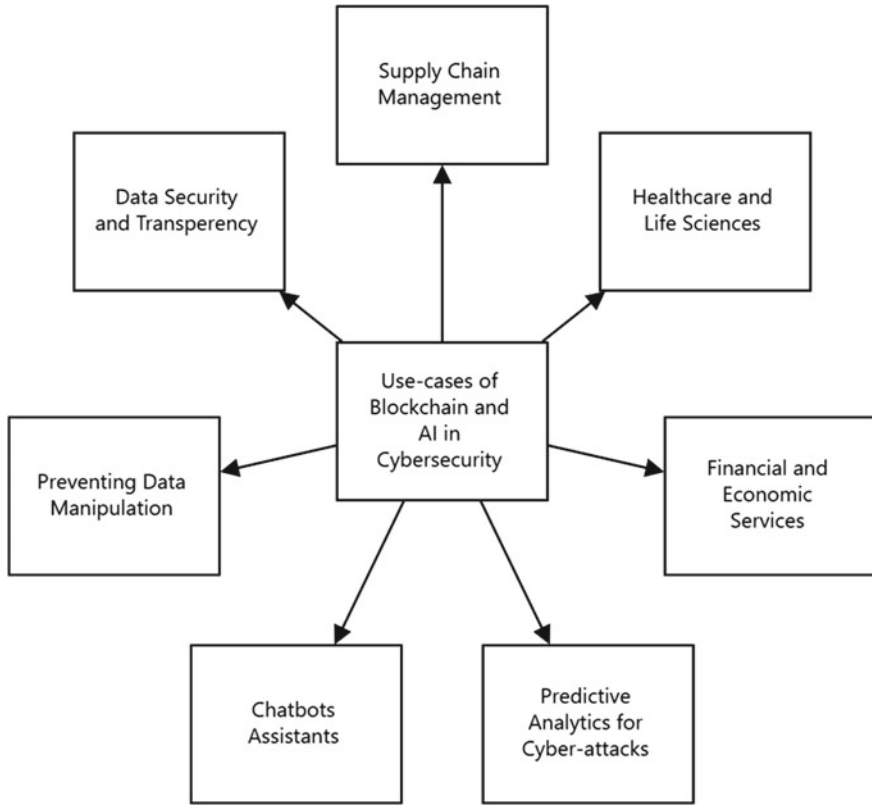 Supply Chain
Management
Data Security
and Transperency
Healthcare and
Life Sciences
Use-cases of
Blockchain and
AI in
Cybersecurity
Preventing Data
Manipulation
Financial and
Economic
Services
Chatbots
Assistants
Predictive
Analytics for
Cyber-attacks